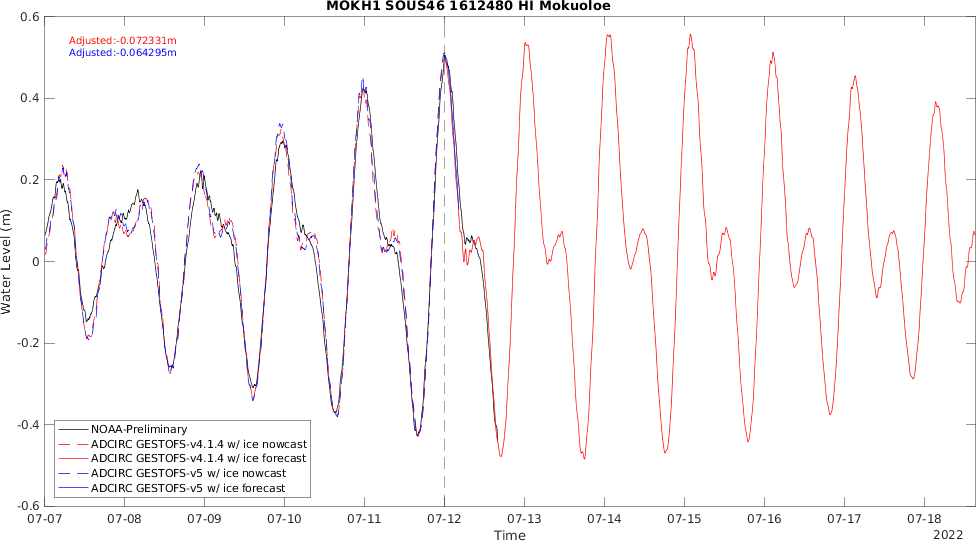 MOKH1 SOUS46 1612480 HI Mokuoloe
Adjusted:-0.072331m
Adjusted:-0.064295m
0.6
0.4
0.2
0
-0.2
-0.4
-0.6
Water Level (m)
NOAA-Preliminary
ADCIRC GESTOFS-v4.1.4 w/ ice nowcast
ADCIRC GESTOFS-v4.1.4 w/ ice forecast
ADCIRC GESTOFS-v5 w/ ice nowcast
ADCIRC GESTOFS-v5 w/ ice forecast
07-07 07-08 07-09 07-10 07-11 07-12 07-13 07-14 07-15 07-16 07-17 07-18
Time
2022